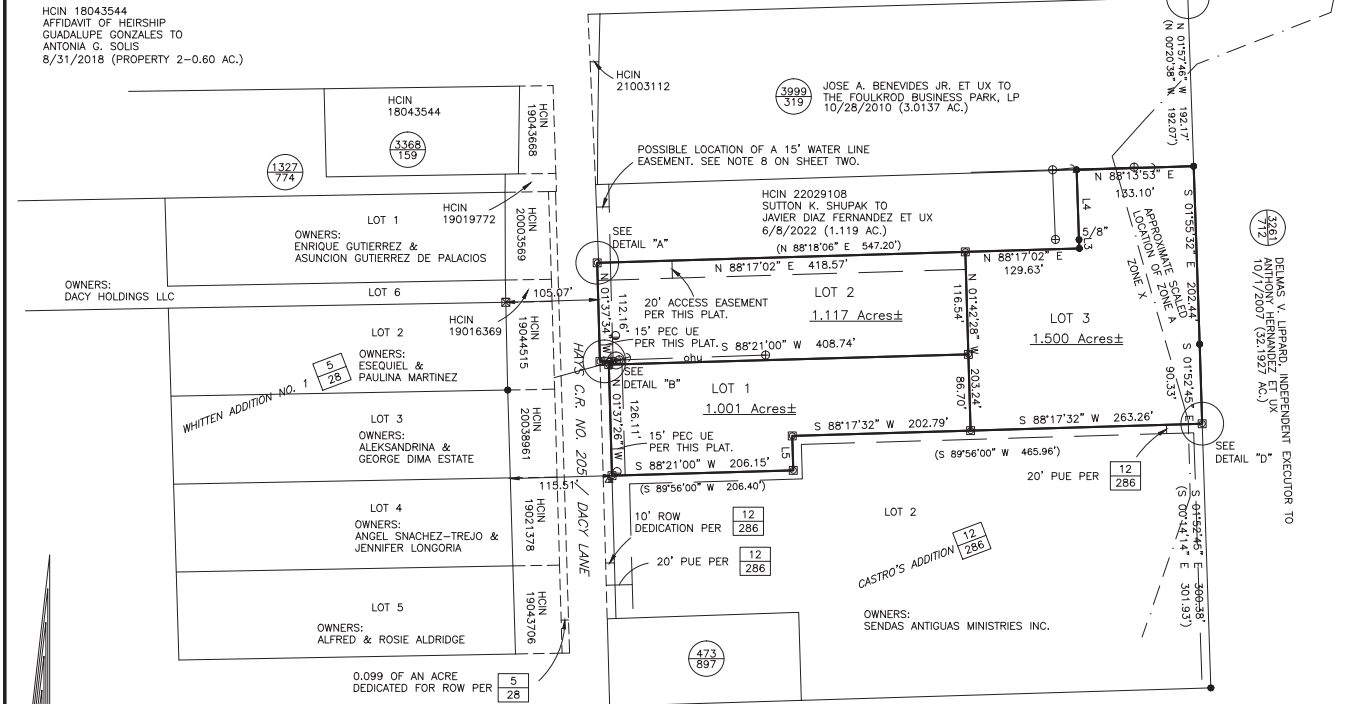 HCIN 18043544
AFFIDAVIT OF HEIRSHIP
GUADALUPE GONZALES TO
ANTONIA G. SOLIS
8/31/2018 (PROPERTY 2-0.60 AC.)
HCIN
18043544
3368
159
1327
774
HCIN
19043668
HCIN
21003112
3999
319
JOSE A. BENEVIDES JR. ET UX TO
THE FOULKROD BUSINESS PARK, LP
10/28/2010 (3.0137 AC.)
N 01°57'46" W 192.17'
(N 00°20'38" W 192.07')
POSSIBLE LOCATION OF A 15' WATER LINE
EASEMENT. SEE NOTE 8 ON SHEET TWO.
HCIN 22029108
SUTTON K. SHUPAK TO
JAVIER DIAZ FERNANDEZ ET UX
6/8/2022 (1.119 AC.)
(N 88°18'06" E 547.20')
N 88°13'53" E
133.10'
L4
5/8"
L3
S 01°55'32" E 202.44'
APPROXIMATE SCALED
LOCATION OF ZONE A
ZONE X
3261
712
DELMAS V. LIPPARD, INDEPENDENT EXECUTOR TO
ANTHONY HERNANDEZ ET UX
10/1/2007 (32.1927 AC.)
LOT 1
OWNERS:
ENRIQUE GUTIERREZ &
ASUNCION GUTIERREZ DE PALACIOS
HCIN
19019772
HCIN
20003569
SEE
DETAIL "A"
N 88°17'02" E 418.57'
N 88°17'02" E
129.63'
OWNERS:
DACY HOLDINGS LLC
LOT 6
105.07'
HCIN
19016369
N 01°37'34" W
112.16'
20' ACCESS EASEMENT
PER THIS PLAT.
LOT 2
1.117 Acres±
N 01°42'28" W
116.54'
203.24'
86.70'
LOT 3
1.500 Acres±
LOT 2
OWNERS:
ESEQUIEL &
PAULINA MARTINEZ
HCIN
19044515
15' PEC UE
PER THIS PLAT.
S 88°21'00" W 408.74'
ohu
SEE
DETAIL "B"
WHITTEN ADDITION NO. 1
5
28
HAYS C.R. NO. 205 / DACY LANE
LOT 1
1.001 Acres±
N 01°37'26" W
126.11'
S 01°52'45" E
90.33'
LOT 3
OWNERS:
ALEKSANDRINA &
GEORGE DIMA ESTATE
HCIN
20038961
15' PEC UE
PER THIS PLAT.
S 88°17'32" W 202.79'
S 88°17'32" W 263.26'
(S 89°56'00" W 465.96')
L5
S 88°21'00" W 206.15'
(S 89°56'00" W 206.40')
115.51'
SEE
DETAIL "D"
20' PUE PER
12
286
LOT 4
OWNERS:
ANGEL SNACHEZ-TREJO &
JENNIFER LONGORIA
HCIN
19021378
10' ROW
DEDICATION PER
12
286
20' PUE PER
12
286
LOT 2
CASTRO'S ADDITION
12
286
S 01°52'45" E 300.38'
(S 00°14'14" E 301.93')
LOT 5
OWNERS:
ALFRED & ROSIE ALDRIDGE
HCIN
19043706
OWNERS:
SENDAS ANTIGUAS MINISTRIES INC.
473
897
0.099 OF AN ACRE
DEDICATED FOR ROW PER
5
28